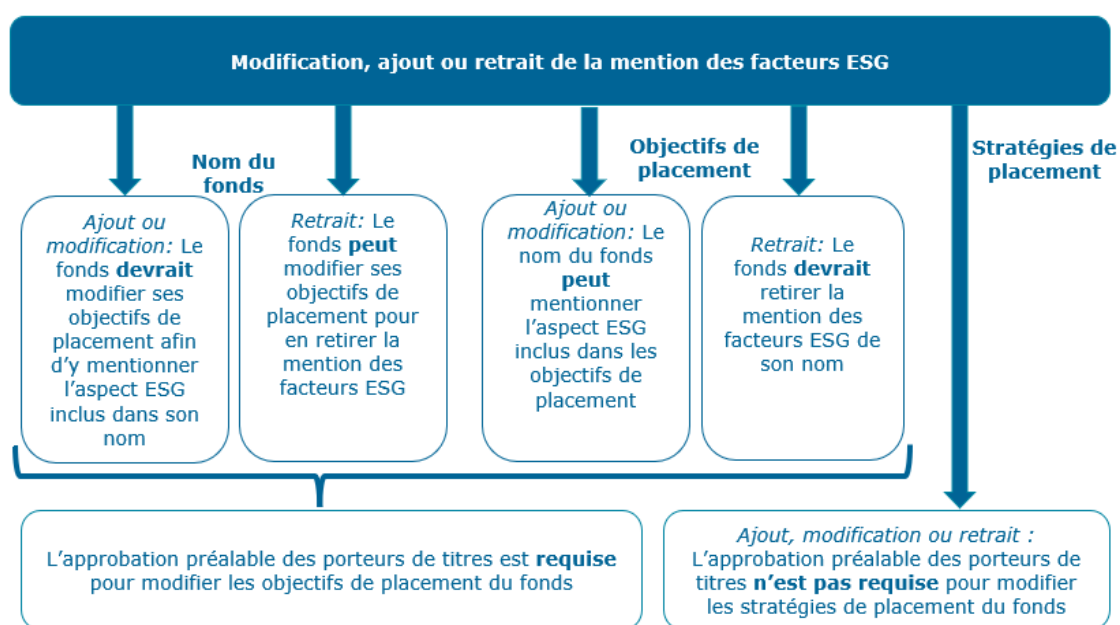 Modification, ajout ou retrait de la mention des facteurs ESG
Nom du
fonds
Objectifs de
placement
Stratégies de
placement
Ajout ou
modification: Le
fonds devrait
modifier ses
objectifs de
placement afin
d'y mentionner
l'aspect ESG
inclus dans son
nom
Retrait: Le
fonds peut
modifier ses
objectifs de
placement pour
en retirer la
mention des
facteurs ESG
Ajout ou
modification: Le
nom du fonds
peut
mentionner
l'aspect ESG
inclus dans les
objectifs de
placement
Retrait: Le
fonds devrait
retirer la
mention des
facteurs ESG de
son nom
L'approbation préalable des porteurs de titres est requise
pour modifier les objectifs de placement du fonds
Ajout, modification ou retrait :
L'approbation préalable des porteurs de
titres n'est pas requise pour modifier
les stratégies de placement du fonds